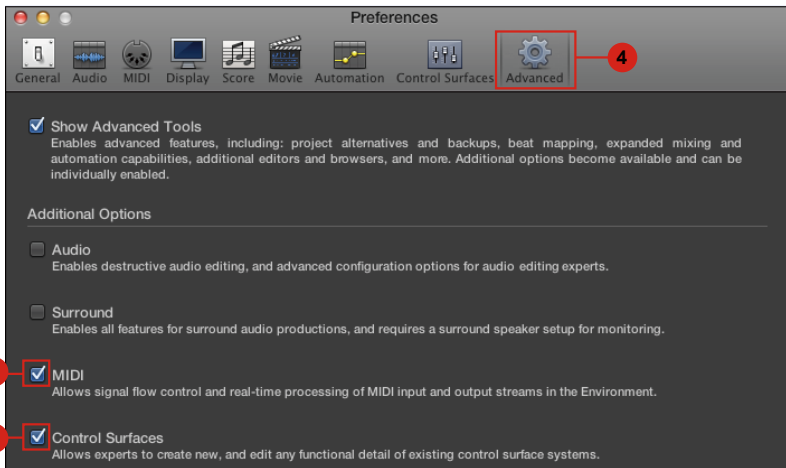 Preferences
General Audio MIDI Display Score Movie Automation Control Surfaces Advanced
4
Show Advanced Tools
Enables advanced features, including: project alternatives and backups, beat mapping, expanded mixing and
automation capabilities, additional editors and browsers, and more. Additional options become available and can be
individually enabled.
Additional Options
Audio
Enables destructive audio editing, and advanced configuration options for audio editing experts.
Surround
Enables all features for surround audio productions, and requires a surround speaker setup for monitoring.
MIDI
Allows signal flow control and real-time processing of MIDI input and output streams in the Environment.
Control Surfaces
Allows experts to create new, and edit any functional detail of existing control surface systems.